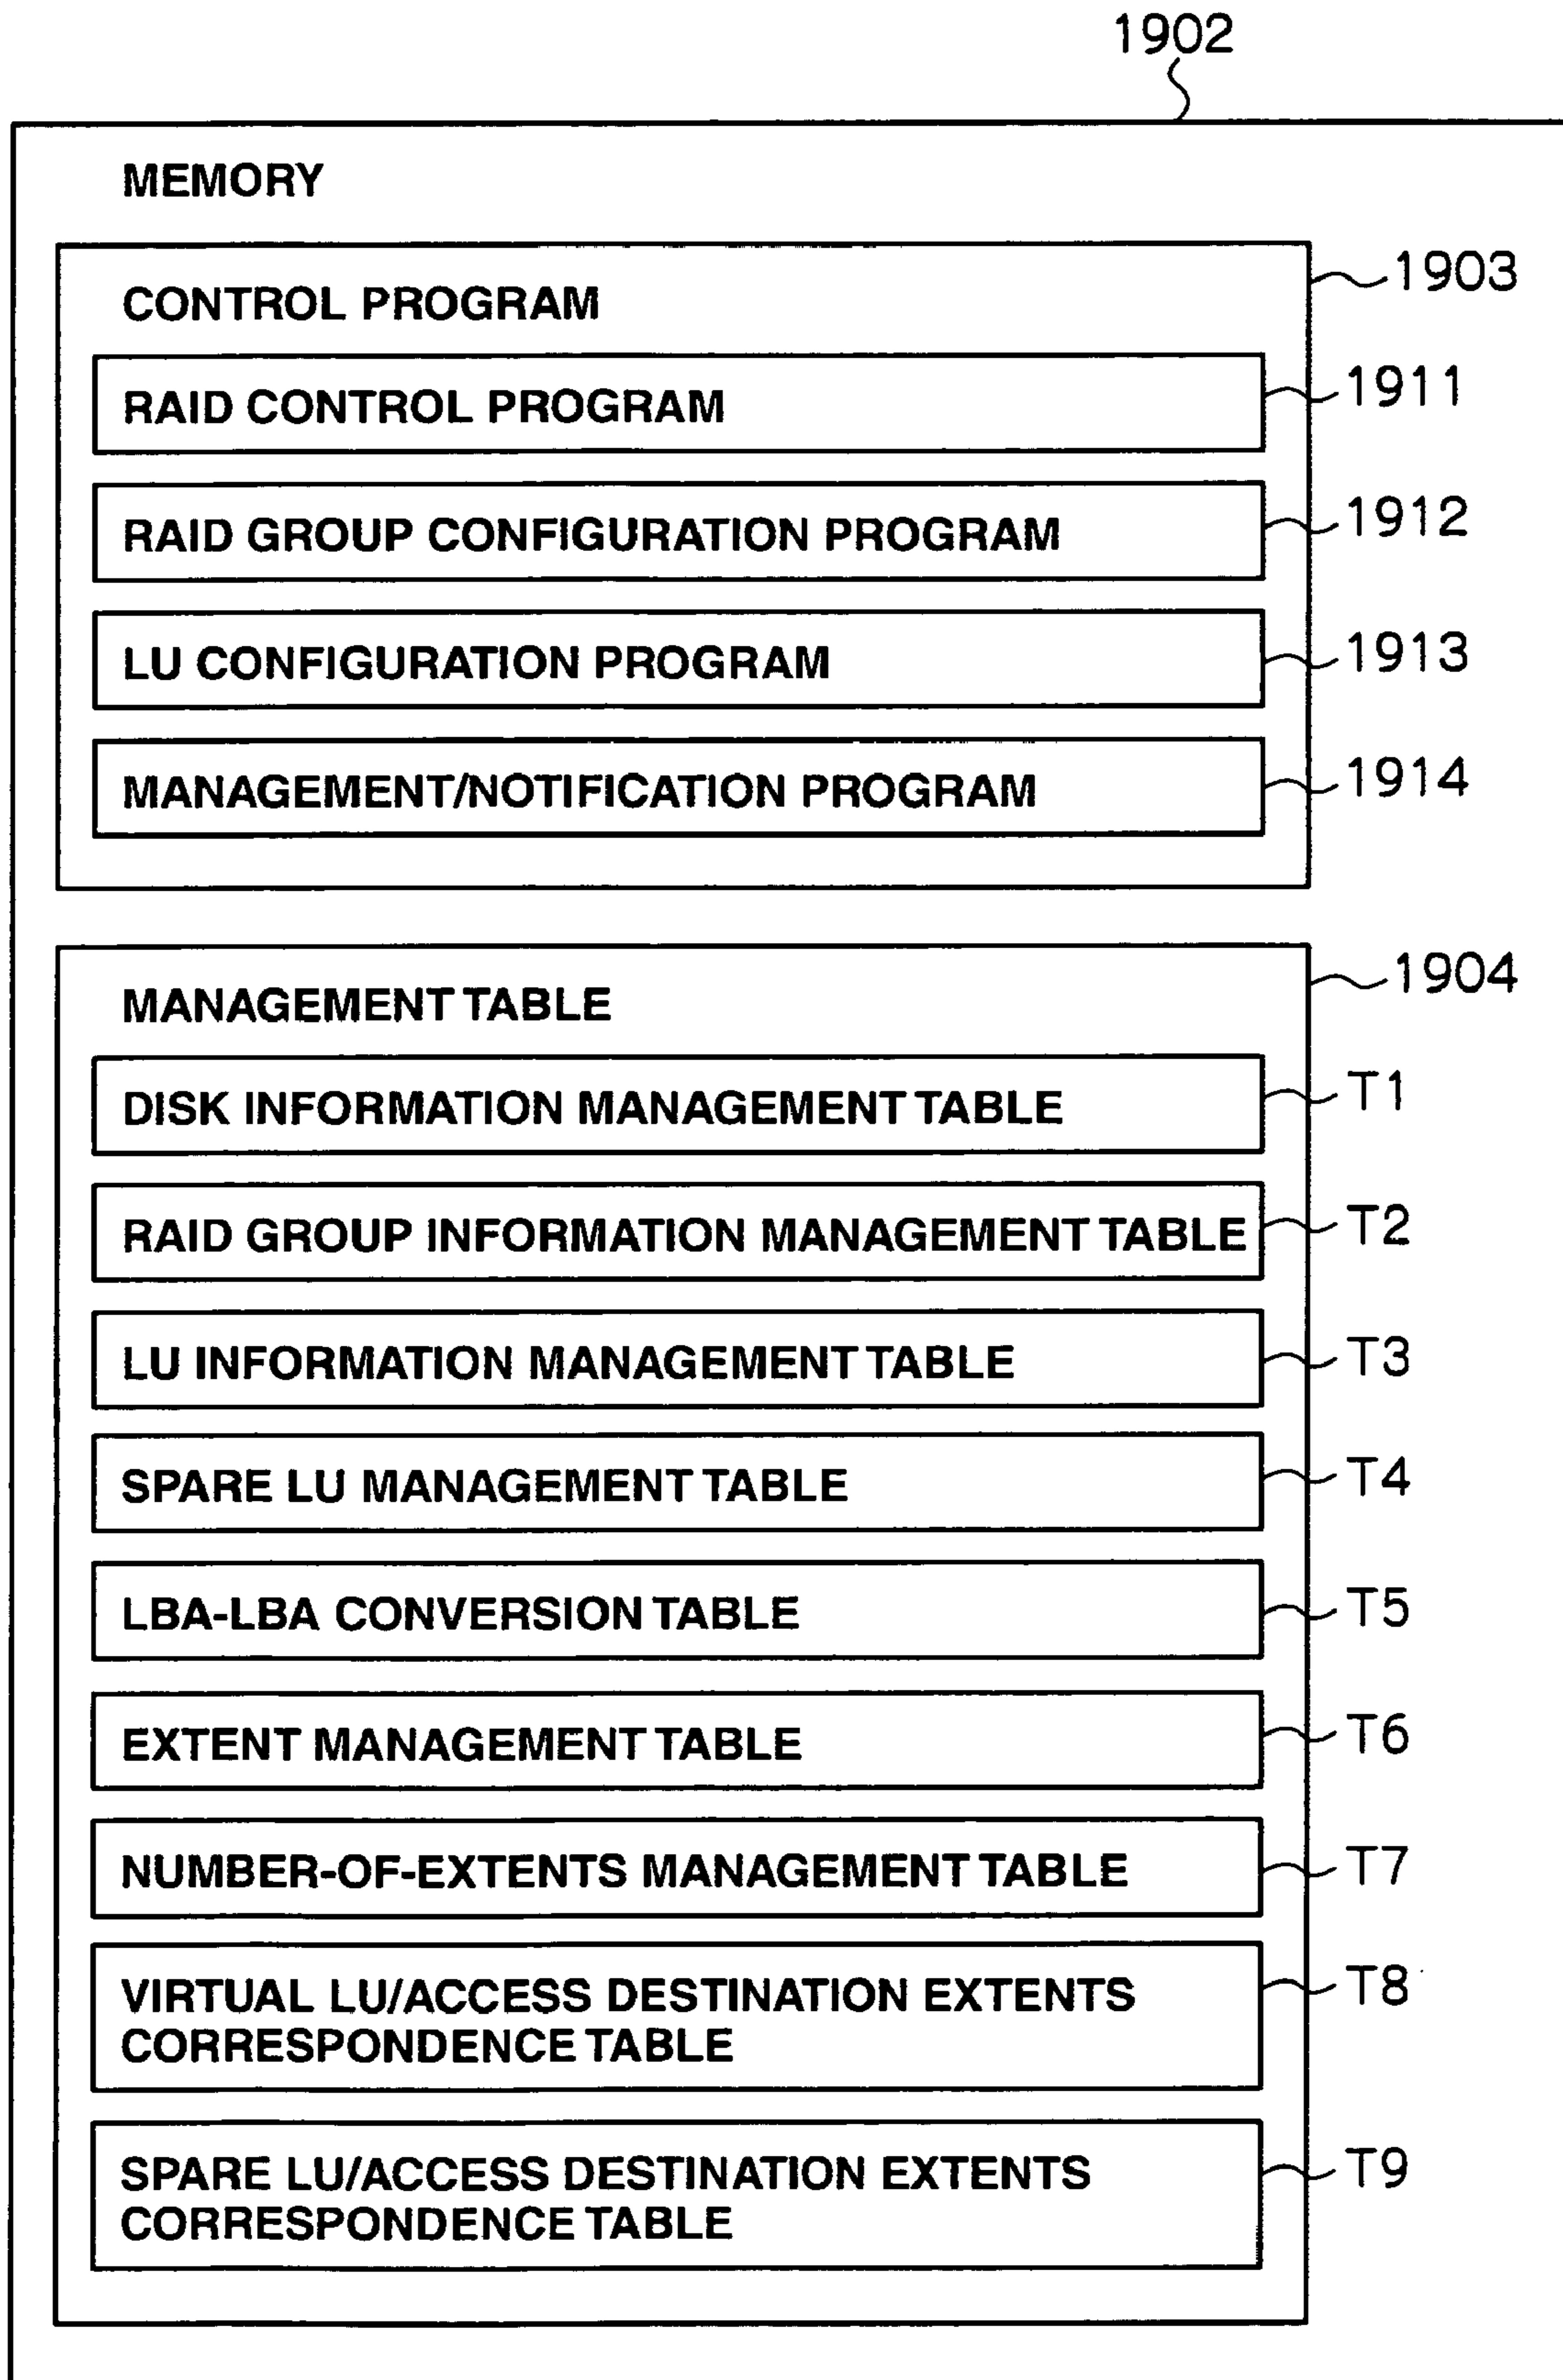 1902
MEMORY
CONTROL PROGRAM
1903
RAID CONTROL PROGRAM
1911
RAID GROUP CONFIGURATION PROGRAM
1912
LU CONFIGURATION PROGRAM
1913
MANAGEMENT/NOTIFICATION PROGRAM
1914
MANAGEMENT TABLE
1904
DISK INFORMATION MANAGEMENT TABLE
T1
RAID GROUP INFORMATION MANAGEMENT TABLE
T2
LU INFORMATION MANAGEMENT TABLE
T3
SPARE LU MANAGEMENT TABLE
T4
LBA-LBA CONVERSION TABLE
T5
EXTENT MANAGEMENT TABLE
T6
NUMBER-OF-EXTENTS MANAGEMENT TABLE
T7
VIRTUAL LU/ACCESS DESTINATION EXTENTS
CORRESPONDENCE TABLE
T8
SPARE LU/ACCESS DESTINATION EXTENTS
CORRESPONDENCE TABLE
T9